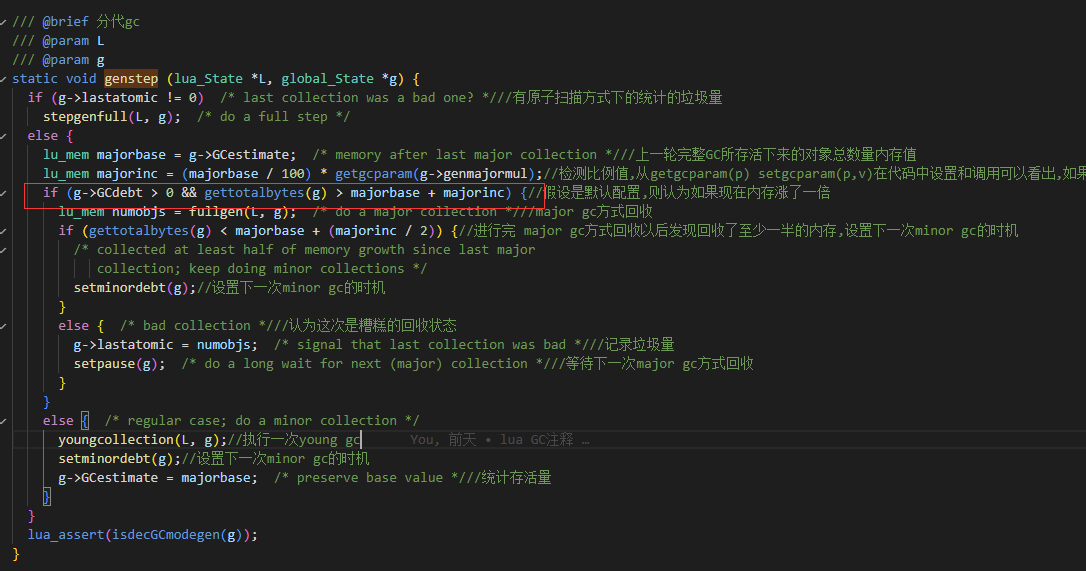 /// @brief 分代gc
/// @param L
/// @param g
static void genstep (lua_State *L, global_State *g) {
  if (g->lastatomic != 0)  /* last collection was a bad one? *///有原子扫描方式下的统计的垃圾量
    stepgenfull(L, g);  /* do a full step */
  else {
    lu_mem majorbase = g->GCestimate;  /* memory after last major collection *///上一轮完整GC所存活下来的对象总数量内存值
    lu_mem majorinc = (majorbase / 100) * getgcparam(g->genmajormul);//检测比例值,从getgcparam(p) setgcparam(p,v)在代码中设置和调用可以看出,如果
    if (g->GCdebt > 0 && gettotalbytes(g) > majorbase + majorinc) {//假设是默认配置,则认为如果现在内存涨了一倍
      lu_mem numobjs = fullgen(L, g);  /* do a major collection *///major gc方式回收
      if (gettotalbytes(g) < majorbase + (majorinc / 2)) {//进行完 major gc方式回收以后发现回收了至少一半的内存,设置下一次minor gc的时机
        /* collected at least half of memory growth since last major
           collection; keep doing minor collections */
        setminordebt(g);//设置下一次minor gc的时机
      }
      else {  /* bad collection *///认为这次是糟糕的回收状态
        g->lastatomic = numobjs;  /* signal that last collection was bad *///记录垃圾量
        setpause(g);  /* do a long wait for next (major) collection *///等待下一次major gc方式回收
      }
    }
    else {  /* regular case; do a minor collection */
      youngcollection(L, g);//执行一次young gc      You, 前天 • lua GC注释 …
      setminordebt(g);//设置下一次minor gc的时机
      g->GCestimate = majorbase;  /* preserve base value *///统计存活量
    }
  }
  lua_assert(isdecGCmodegen(g));
}